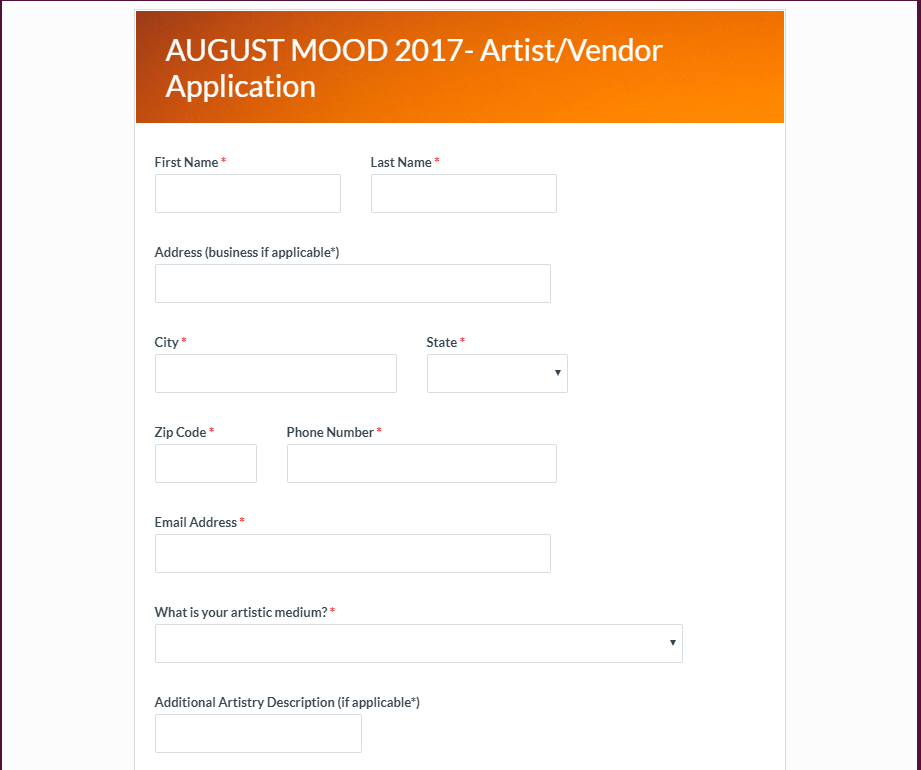 AUGUST MOOD 2017- Artist/Vendor
Application
First Name *
Last Name *
Address (business if applicable*)
City *
State *
Zip Code *
Phone Number *
Email Address *
What is your artistic medium? *
Additional Artistry Description (if applicable*)